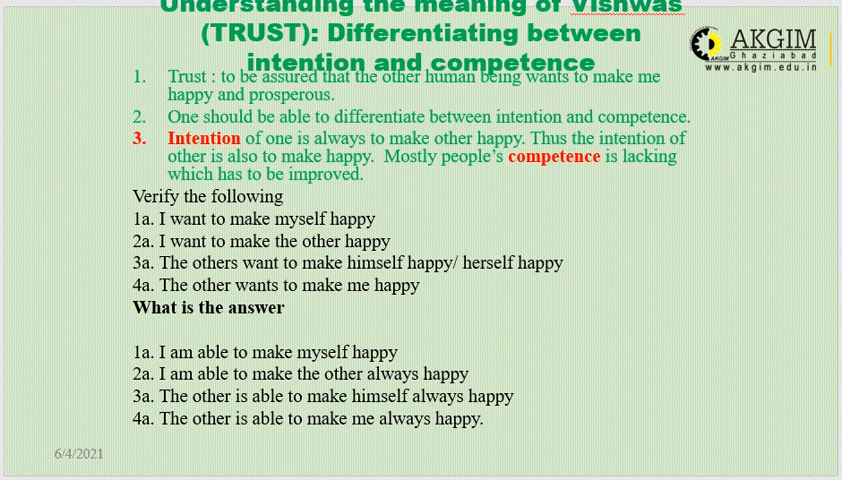 Understanding the meaning of Vishwas
(TRUST): Differentiating between
intention and competence
AKGIM
Ghaziabad
AKGIM
www.akgim.edu.in
1. Trust : to be assured that the other human being wants to make me
happy and prosperous.
2. One should be able to differentiate between intention and competence.
3. Intention of one is always to make other happy. Thus the intention of
other is also to make happy. Mostly people’s competence is lacking
which has to be improved.
Verify the following
1a. I want to make myself happy
2a. I want to make the other happy
3a. The others want to make himself happy/ herself happy
4a. The other wants to make me happy
What is the answer
1a. I am able to make myself happy
2a. I am able to make the other always happy
3a. The other is able to make himself always happy
4a. The other is able to make me always happy.
6/4/2021